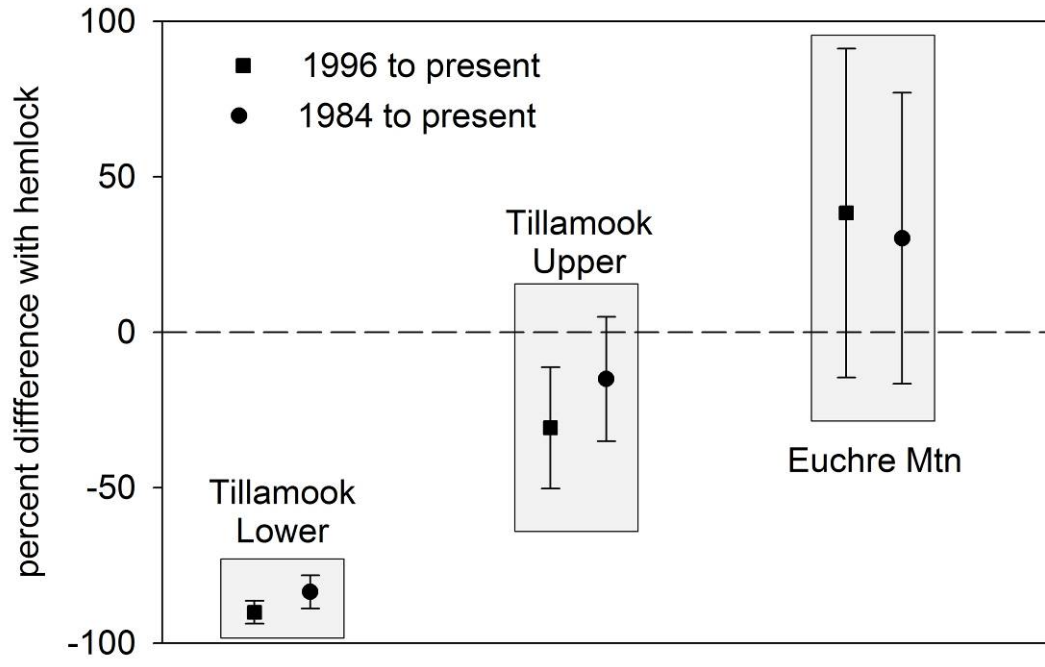 percent diffference with hemlock
100
50
0
-50
-100
1996 to present
1984 to present
Tillamook
Lower
Tillamook
Upper
Euchre Mtn